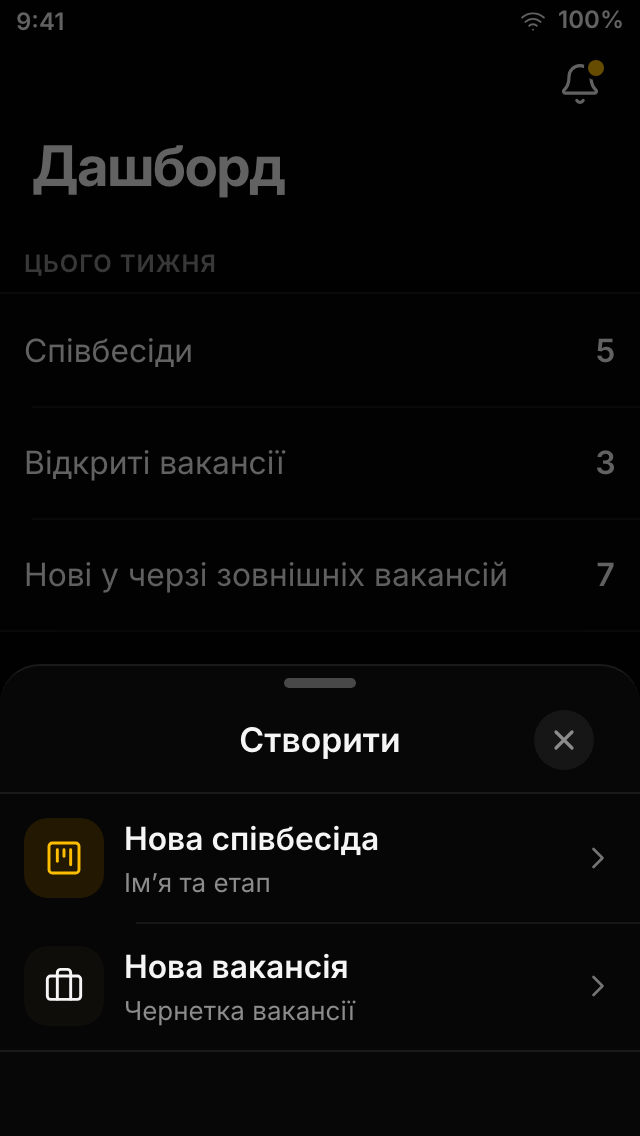 9:41
100%
Дашборд
ЦЬОГО ТИЖНЯ
Співбесіди 5
Відкриті вакансії 3
Нові у черзі зовнішніх вакансій 7
Створити
Нова співбесіда
Ім’я та етап
Нова вакансія
Чернетка вакансії